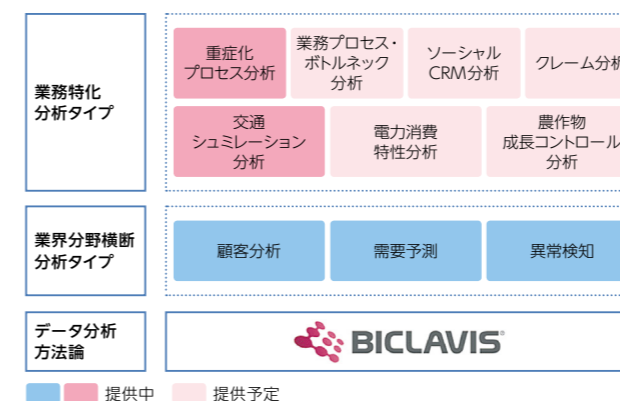 業務特化
分析タイプ
重症化
プロセス分析
業務プロセス・
ボトルネック
分析
ソーシャル
CRM分析
クレーム分析
交通
シュミレーション
分析
電力消費
特性分析
農作物
成長コントロール
分析
業界分野横断
分析タイプ
顧客分析
需要予測
異常検知
データ分析
方法論
BICLAVIS®
提供中
提供予定